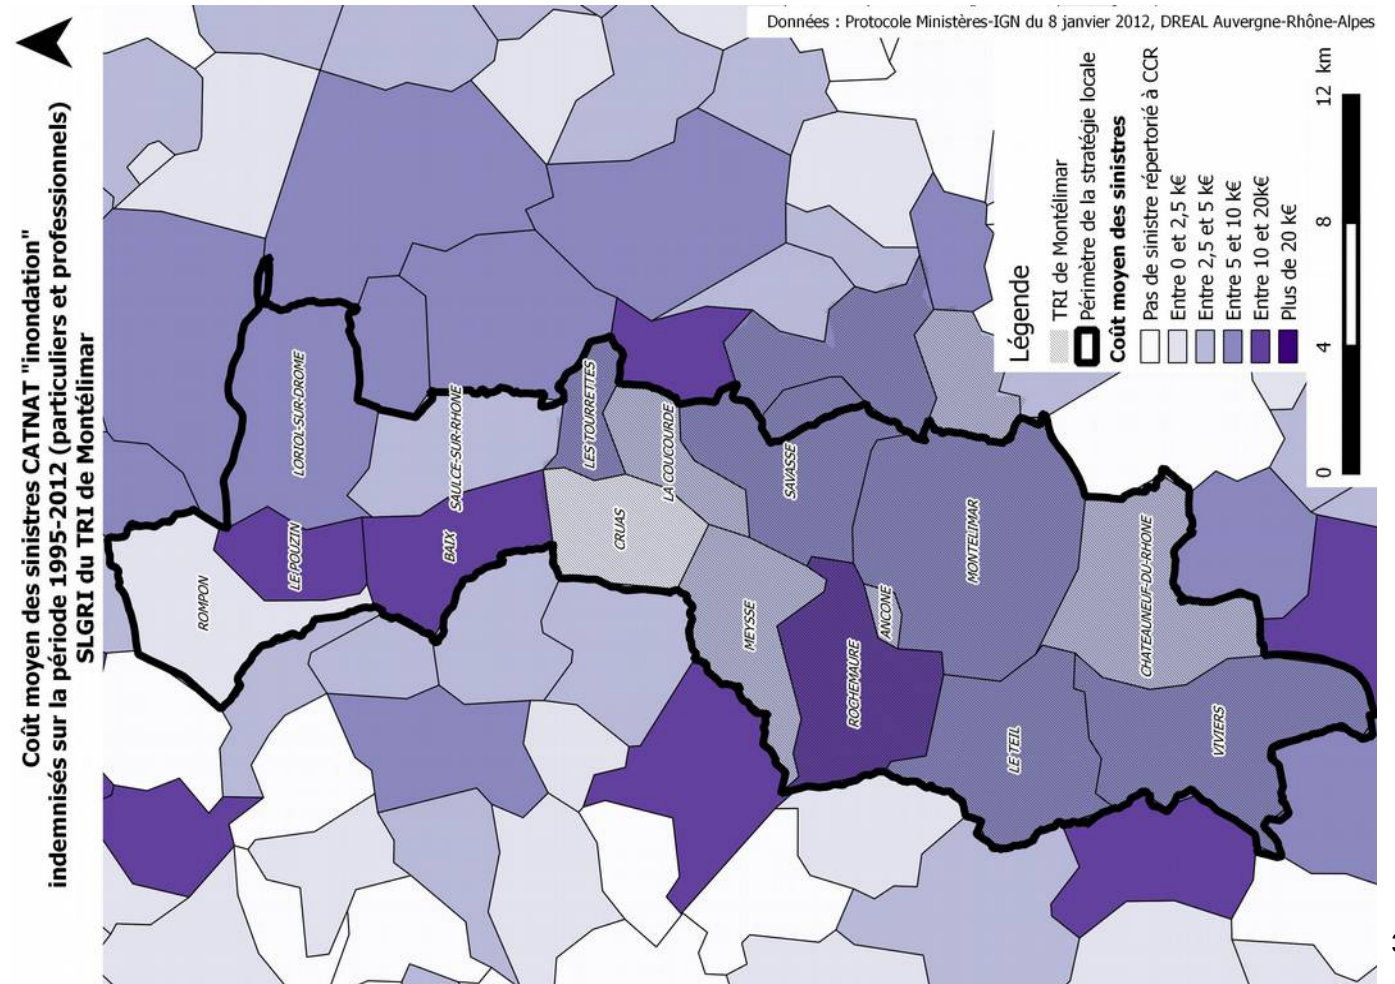 Coût moyen des sinistres CATNAT "inondation"
indemnisés sur la période 1995-2012 (particuliers et professionnels)
SLGRI du TRI de Montélimar
Données : Protocole Ministères-IGN du 8 janvier 2012, DREAL Auvergne-Rhône-Alpes
Légende
TRI de Montélimar
Périmètre de la stratégie locale
Coût moyen des sinistres
Pas de sinistre répertorié à CCR
Entre 0 et 2,5 k€
Entre 2,5 et 5 k€
Entre 5 et 10 k€
Entre 10 et 20k€
Plus de 20 k€
0 4 8 12 km
ROMPON
LE POUZIN
LORIOL-SUR-DROME
BAIX
SAULCE-SUR-RHONE
LES TOURRETTES
CRUAS
LA COUCOURDE
MEYSSE
SAVASSE
ROCHEMAURE
ANCONE
MONTELIMAR
LE TEIL
CHATEAUNEUF-DU-RHONE
VIVIERS